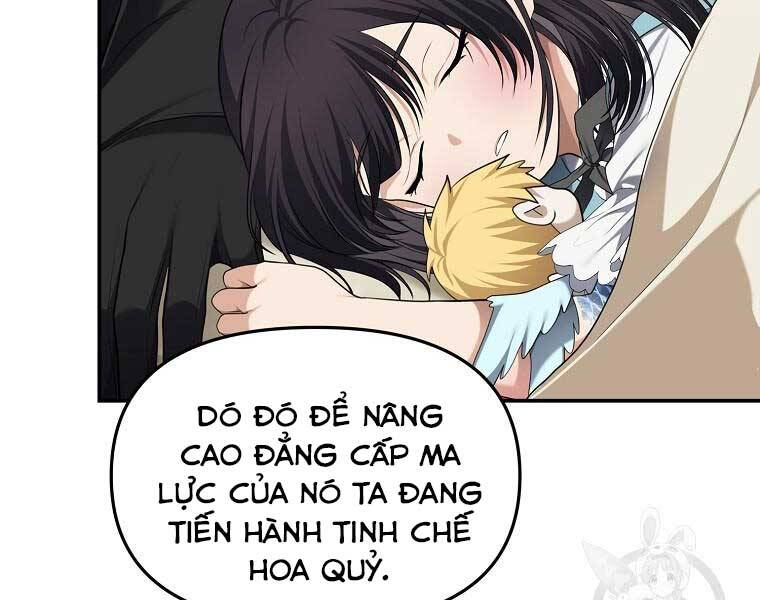 DÓ ĐÓ ĐỂ NÂNG
CAO ĐẲNG CẤP MA
LỰC CỦA NÓ TA ĐANG
TIẾN HÀNH TINH CHẾ
HOA QUỶ.